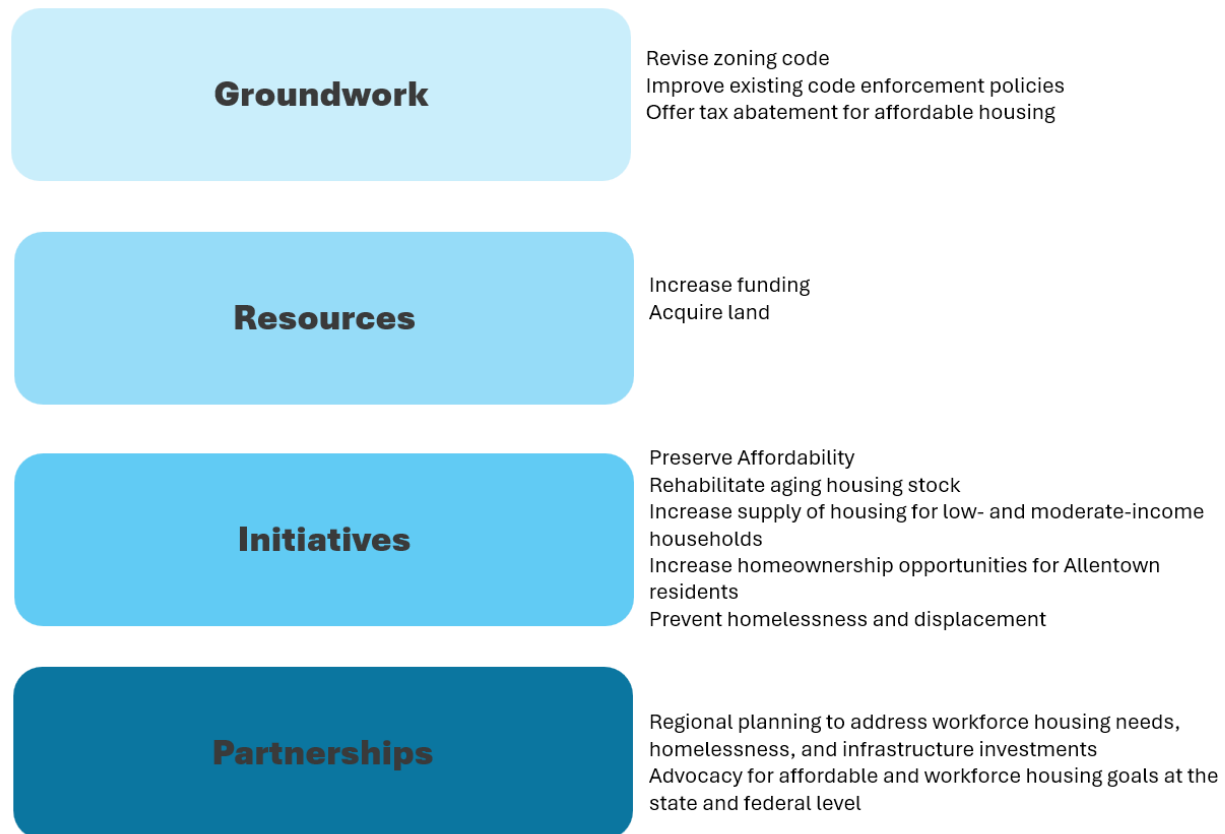 Groundwork
Revise zoning code
Improve existing code enforcement policies
Offer tax abatement for affordable housing
Resources
Increase funding
Acquire land
Initiatives
Preserve Affordability
Rehabilitate aging housing stock
Increase supply of housing for low- and moderate-income
households
Increase homeownership opportunities for Allentown
residents
Prevent homelessness and displacement
Partnerships
Regional planning to address workforce housing needs,
homelessness, and infrastructure investments
Advocacy for affordable and workforce housing goals at the
state and federal level